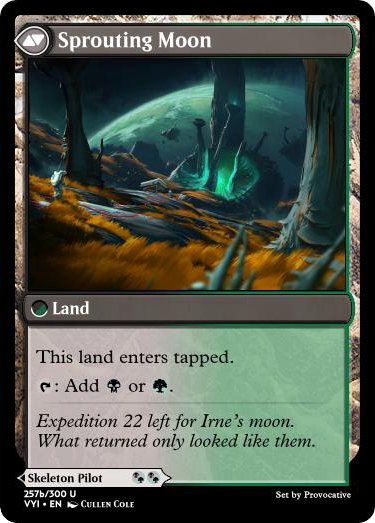 Sprouting Moon
Land
This land enters tapped.
: Add or .
Expedition 22 left for Irne's moon.
What returned only looked like them.
Skeleton Pilot
257b/300 U
VYI • EN Cullen Cole
Set by Provocative